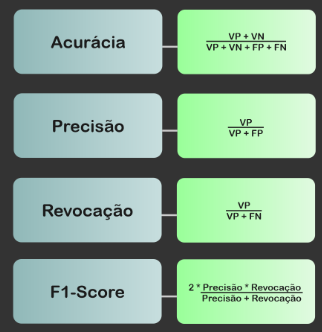 Acurácia
VP + VN
VP + VN + FP + FN
Precisão
VP
VP + FP
Revocação
VP
VP + FN
F1-Score
2 * Precisão * Revocação
Precisão + Revocação